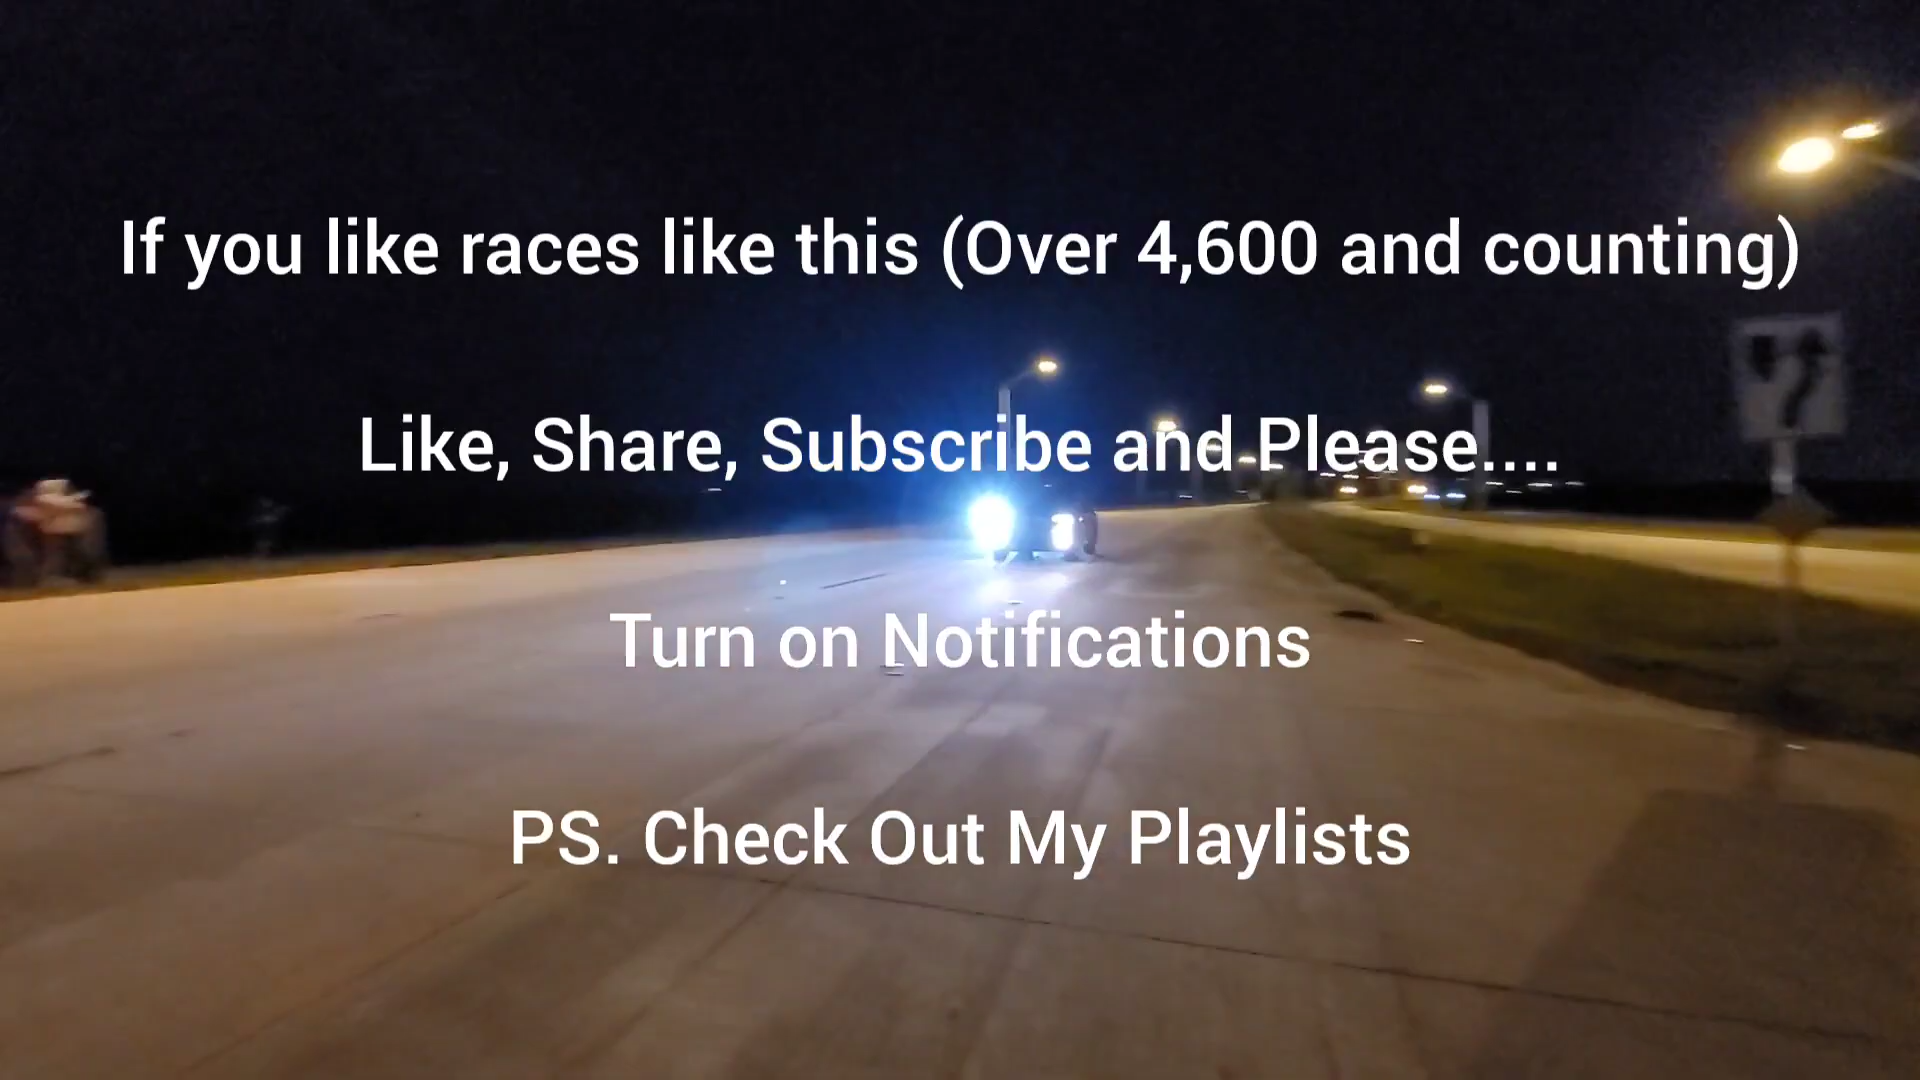 If you like races like this (Over 4,600 and counting)
Like, Share, Subscribe and Please....
Turn on Notifications
PS. Check Out My Playlists